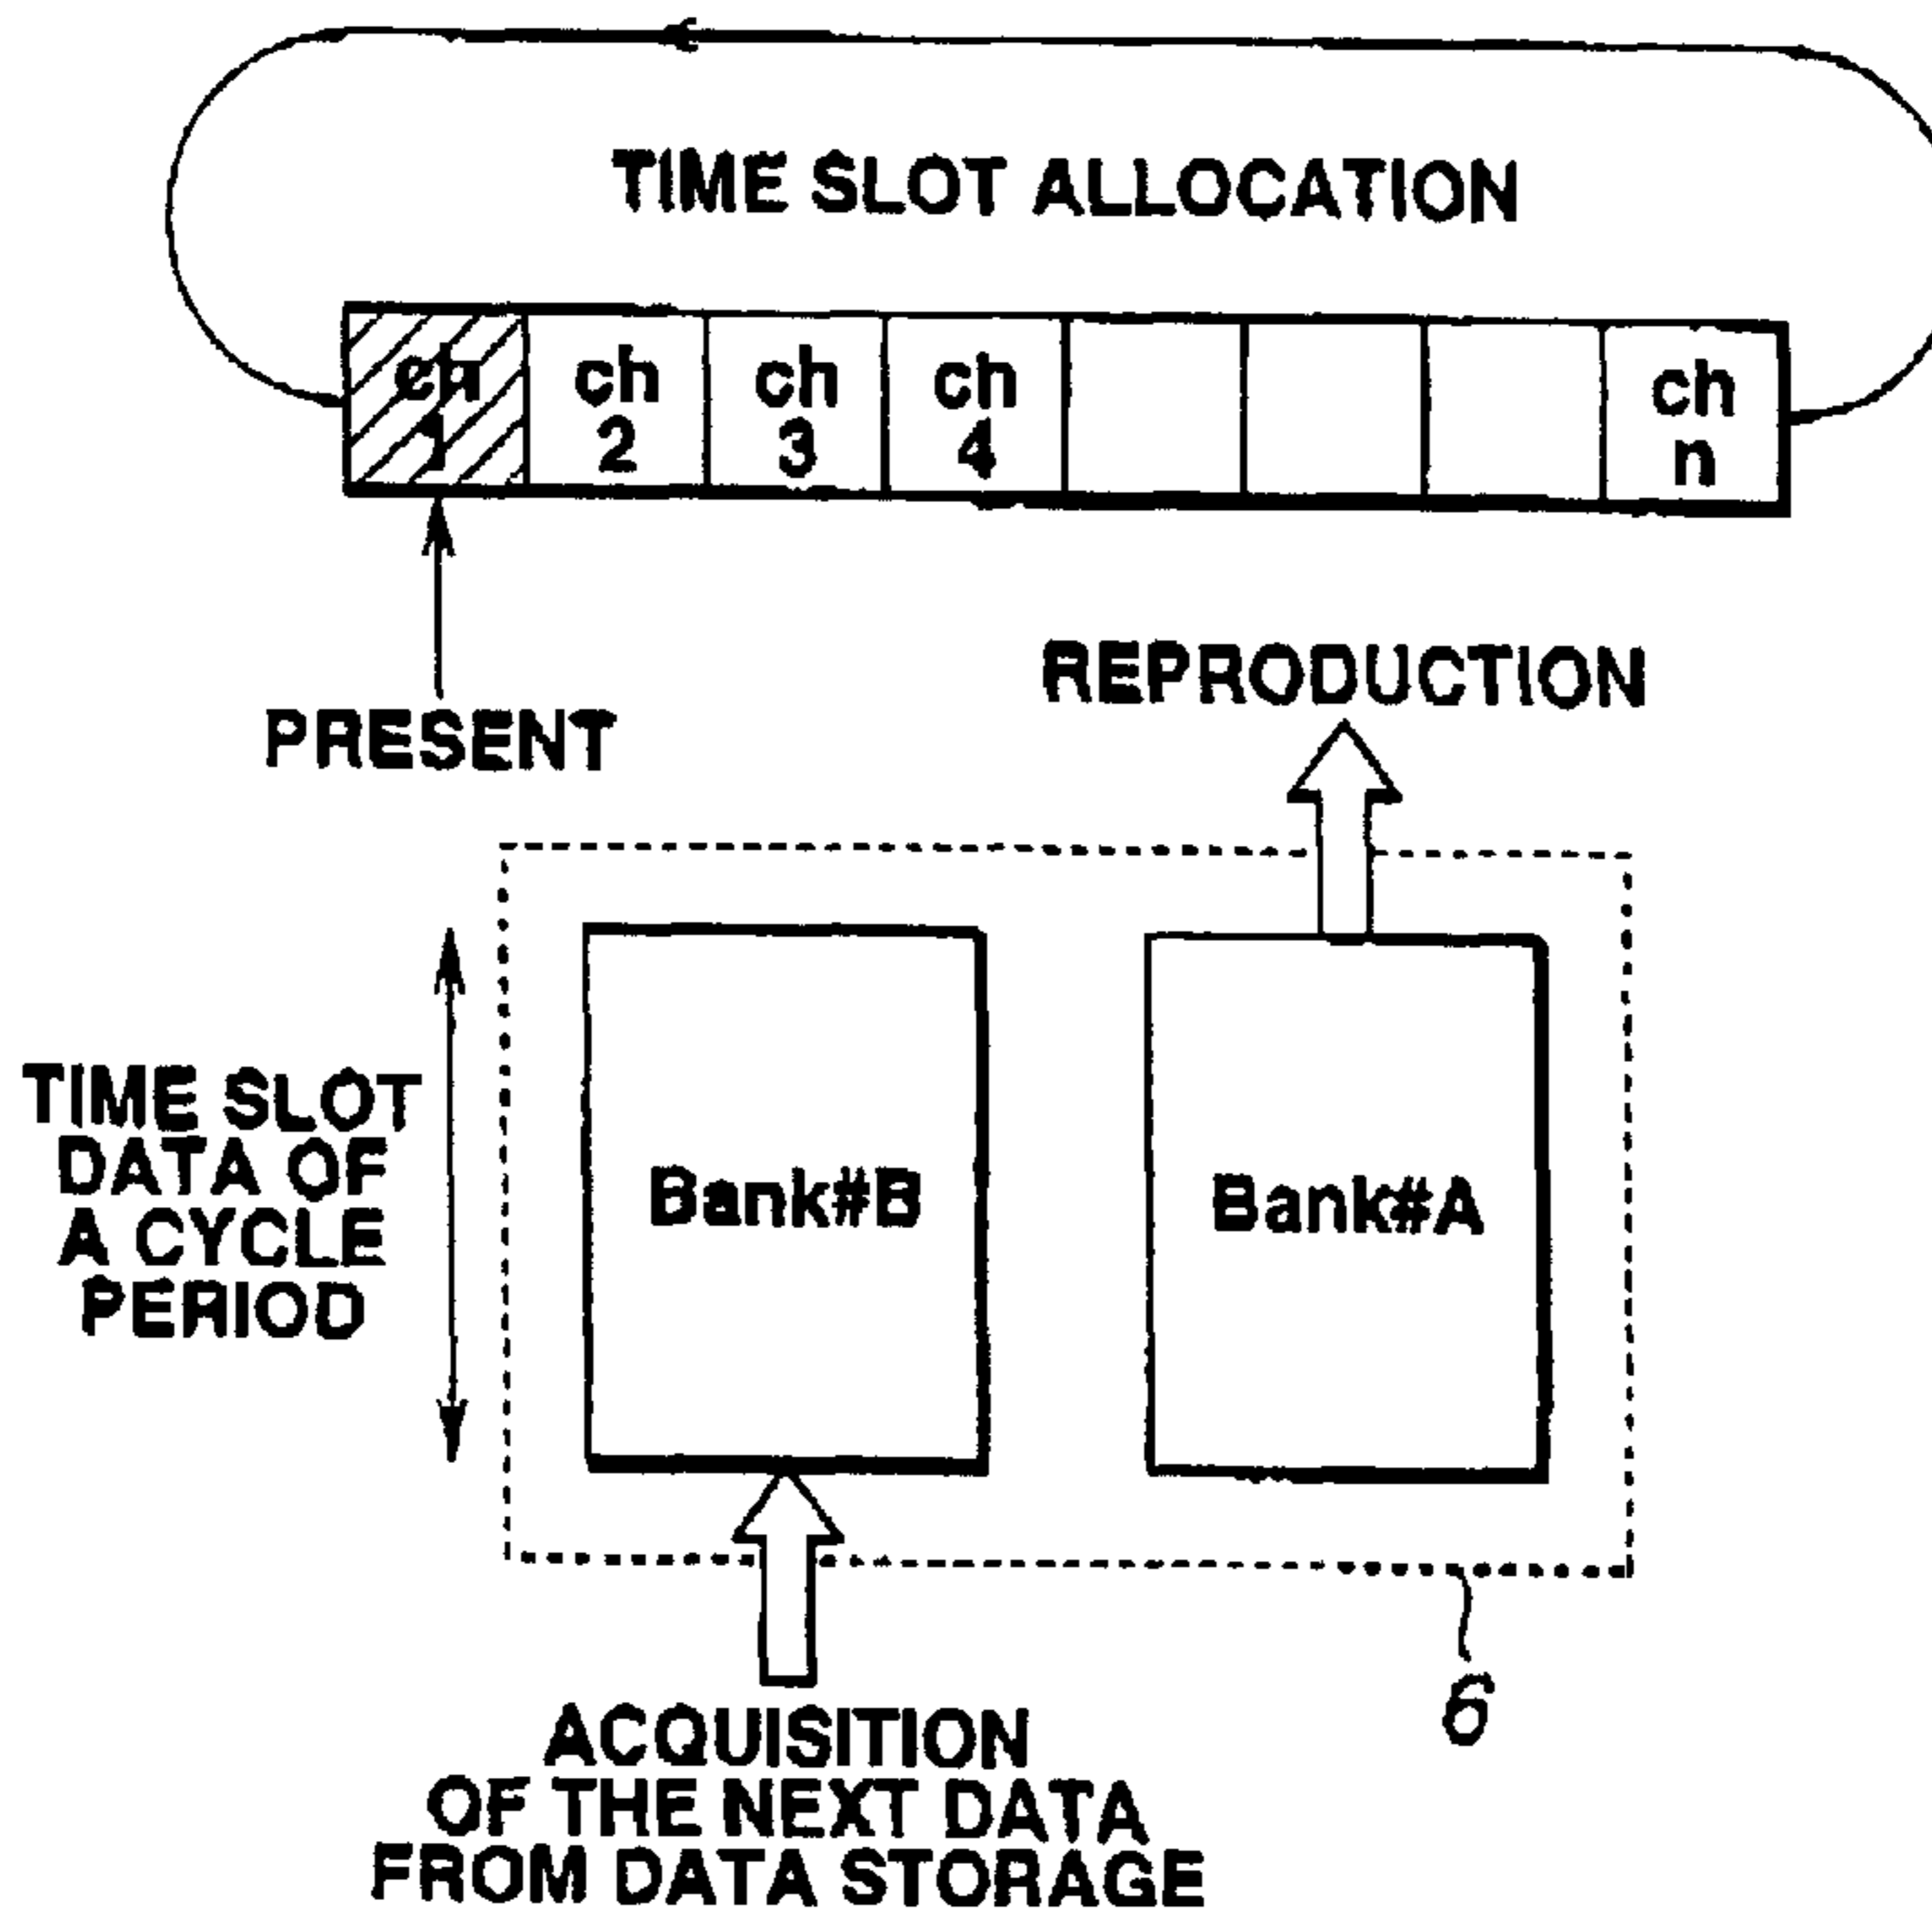 TIME SLOT ALLOCATION
ch
1
ch
2
ch
3
ch
4
ch
n
PRESENT
REPRODUCTION
TIME SLOT
DATA OF
A CYCLE
PERIOD
Bank#B
Bank#A
6
ACQUISITION
OF THE NEXT DATA
FROM DATA STORAGE